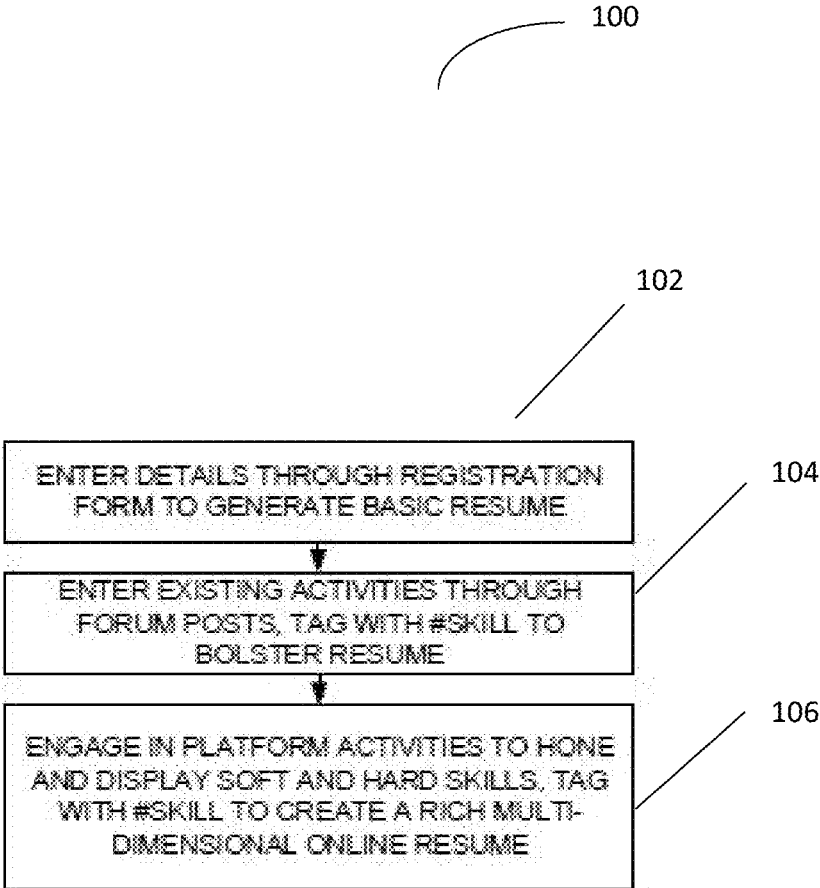 100
102
ENTER DETAILS THROUGH REGISTRATION
FORM TO GENERATE BASIC RESUME
104
ENTER EXISTING ACTIVITIES THROUGH
FORUM POSTS, TAG WITH #SKILL TO
BOLSTER RESUME
106
ENGAGE IN PLATFORM ACTIVITIES TO HONE
AND DISPLAY SOFT AND HARD SKILLS, TAG
WITH #SKILL TO CREATE A RICH MULTI-
DIMENSIONAL ONLINE RESUME